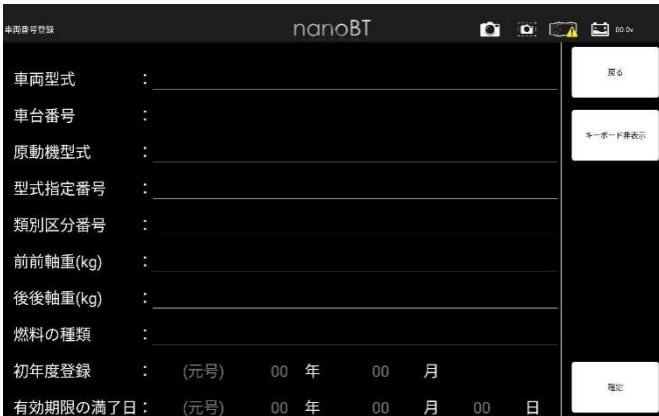 車両番号登録 nanoBT 00.0v
戻る
車両型式 :
車台番号 :
キーボード非表示
原動機型式 :
型式指定番号 :
類別区分番号 :
前前軸重(kg) :
後後軸重(kg) :
燃料の種類 :
初年度登録 : (元号) 00 年 00 月
確定
有効期限の満了日 : (元号) 00 年 00 月 00 日